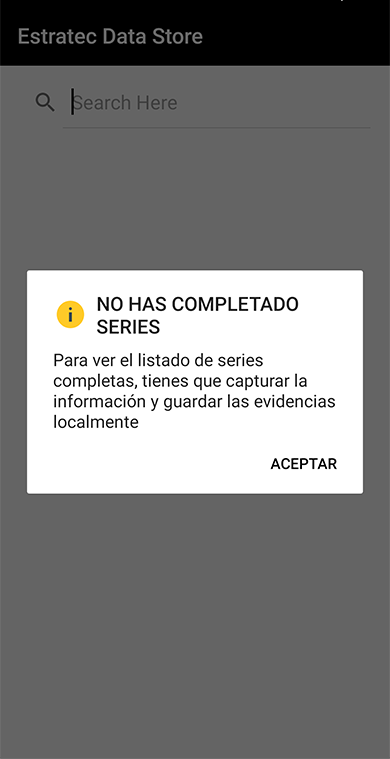 Estratec Data Store
Search Here
NO HAS COMPLETADO
SERIES
Para ver el listado de series
completas, tienes que capturar la
información y guardar las evidencias
localmente
ACEPTAR